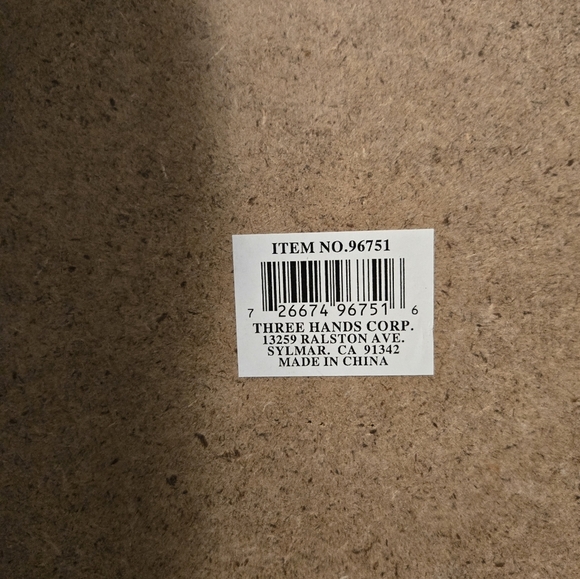 ITEM NO.96751
7 26674 96751 6
THREE HANDS CORP.
13259 RALSTON AVE.
SYLMAR. CA 91342
MADE IN CHINA